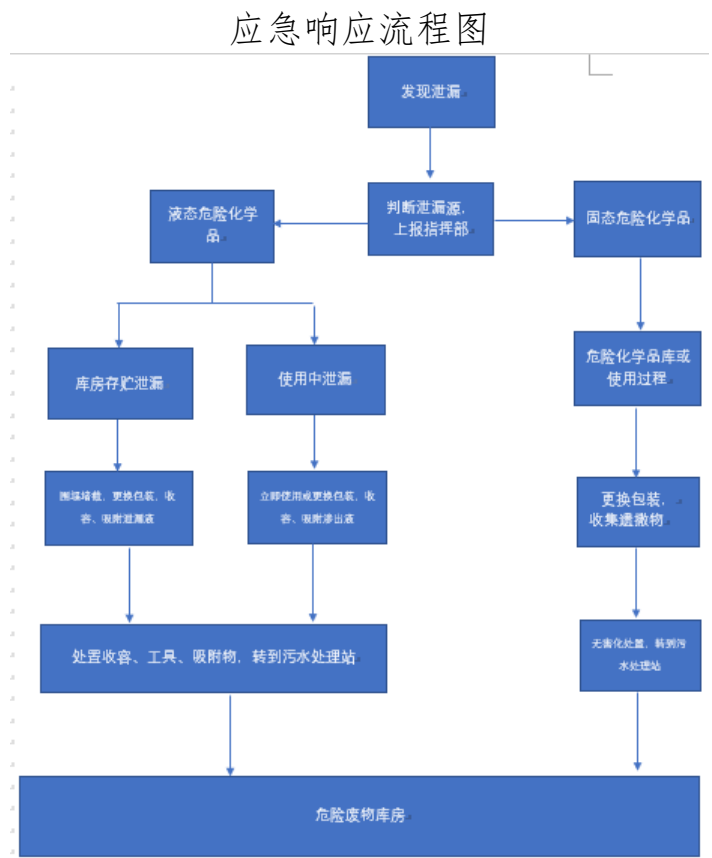 应急响应流程图
发现泄漏
判断泄漏源，
上报指挥部
液态危险化学
品
固态危险化学品
库房存贮泄漏
使用中泄漏
危险化学品库或
使用过程
围堰堵截，更换包装，收
容、吸附泄漏液
立即使用或更换包装，收
容、吸附渗出液
更换包装，
收集遗撒物
处置收容、工具、吸附物，转到污水处理站
无害化处置，转到污
水处理站
危险废物库房